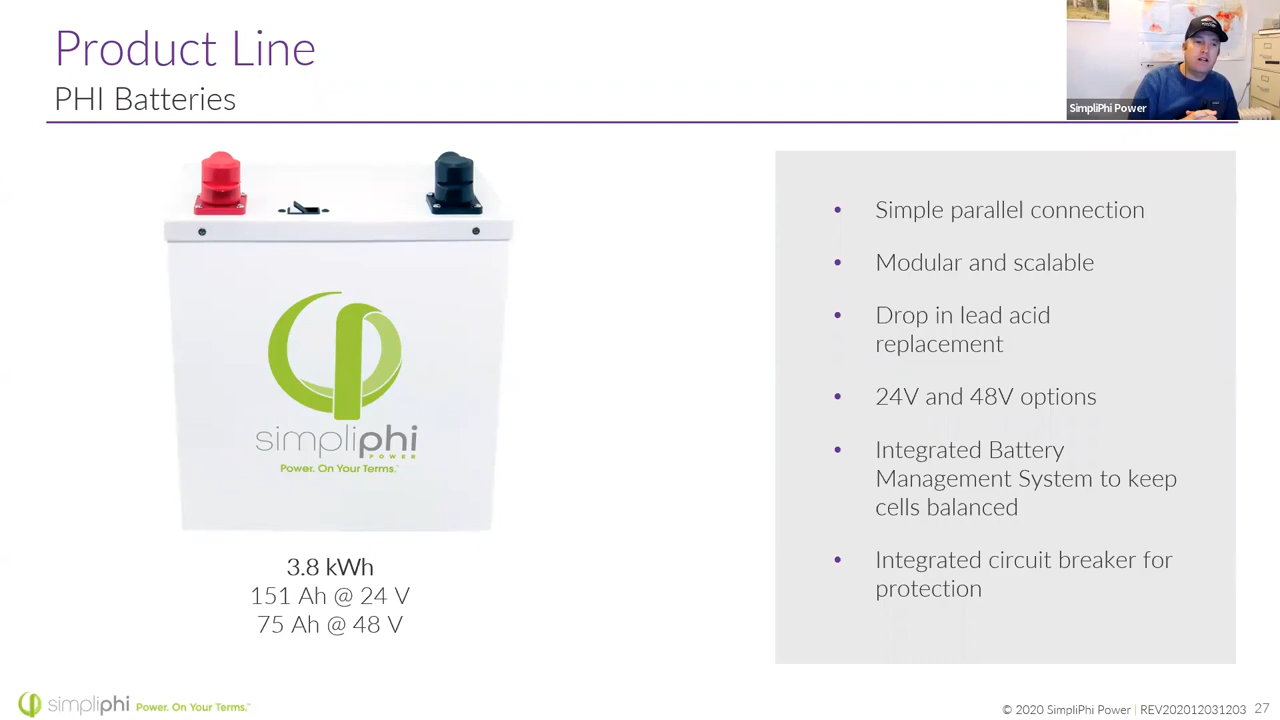 Product Line
PHI Batteries
SimpliPhi Power
simpliphi
POWER
Power. On Your Terms.™
3.8 kWh
151 Ah @ 24 V
75 Ah @ 48 V
• Simple parallel connection
• Modular and scalable
• Drop in lead acid
replacement
• 24V and 48V options
• Integrated Battery
Management System to keep
cells balanced
• Integrated circuit breaker for
protection
simpliphi Power. On Your Terms.™
© 2020 SimpliPhi Power | REV202012031203 27